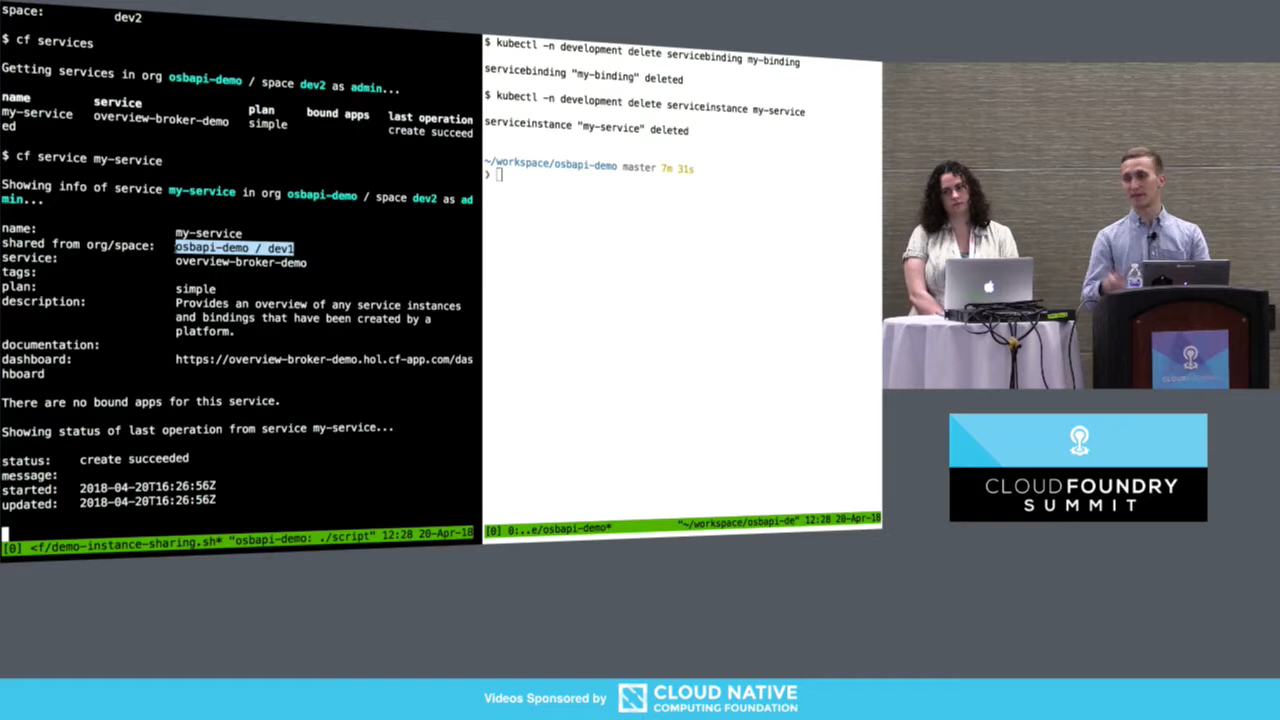 space: dev2
$ cf services
Getting services in org osbapi-demo / space dev2 as admin...
name service plan bound apps last operation
my-service overview-broker-demo simple create succeed
ed
$ cf service my-service
Showing info of service my-service in org osbapi-demo / space dev2 as ad
min...
name: my-service
shared from org/space: osbapi-demo / dev1
service: overview-broker-demo
tags:
plan: simple
description: Provides an overview of any service instances
and bindings that have been created by a
platform.
documentation:
dashboard: https://overview-broker-demo.hol.cf-app.com/das
hboard
There are no bound apps for this service.
Showing status of last operation from service my-service...
status: create succeeded
message:
started: 2018-04-20T16:26:56Z
updated: 2018-04-20T16:26:56Z
[0] <f/demo-instance-sharing.sh* "osbapi-demo: ./script" 12:28 20-Apr-18
$ kubectl -n development delete servicebinding my-binding
servicebinding "my-binding" deleted
$ kubectl -n development delete serviceinstance my-service
serviceinstance "my-service" deleted
~/workspace/osbapi-demo master 7m 31s
❯
[0] 0:..e/osbapi-demo* "~/workspace/osbapi-de" 12:28 20-Apr-18
CLOUD FOUNDRY
SUMMIT
Videos Sponsored by CLOUD NATIVE
COMPUTING FOUNDATION